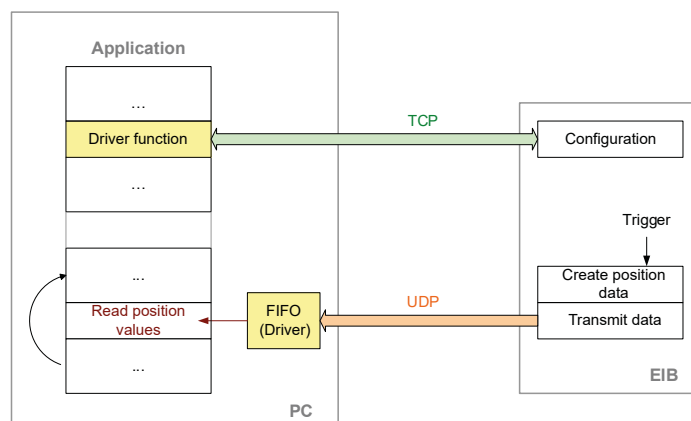 Application
...
Driver function
...
TCP
Configuration
Trigger
...
Create position
data
Read position
values
FIFO
(Driver)
UDP
Transmit data
...
PC
EIB